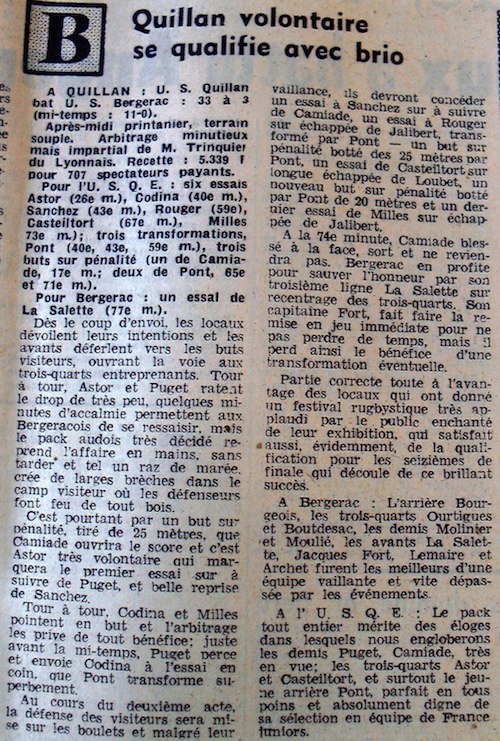 B
Quillan volontaire
se qualifie avec brio
A QUILLAN : U. S. Quillan
bat U. S. Bergerac : 33 à 3
(mi-temps : 11-0).
Après-midi printanier, terrain
souple. Arbitrage minutieux
mais impartial de M. Trinquier
du Lyonnais. Recette : 5.339 f
pour 707 spectateurs payants.
Pour l'U. S. Q. E. : six essais
Astor (26e m.), Codina (40e m.),
Sanchez (43e m.), Rouger (59e),
Casteiltort (67e m.), Milles
73e m.); trois transformations,
Pont (40e, 43e, 59e m.), trois
buts sur pénalité (un de Camia-
de, 17e m.; deux de Pont, 65e
et 71e m.).
Pour Bergerac : un essai de
La Salette (77e m.).
Dès le coup d'envoi, les locaux
dévoilent leurs intentions et les
avants déferlent vers les buts
visiteurs, ouvrant la voie aux
trois-quarts entreprenants. Tour
à tour, Astor et Puget ratent
le drop de très peu, quelques mi-
nutes d'accalmie permettent aux
Bergeracois de se ressaisir, mais
le pack audois très décidé re-
prend l'affaire en mains, sans
tarder et tel un raz de marée,
crée de larges brèches dans le
camp visiteur où les défenseurs
font feu de tout bois.
C'est pourtant par un but sur
pénalité, tiré de 25 mètres, que
Camiade ouvrira le score et c'est
Astor très volontaire qui mar-
quera le premier essai sur à
suivre de Puget, et belle reprise
de Sanchez.
Tour à tour, Codina et Milles
pointent en but et l'arbitrage
les prive de tout bénéfice; juste
avant la mi-temps, Puget perce
et envoie Codina à l'essai en
coin, que Pont transforme su-
perbement.
Au cours du deuxième acte,
la défense des visiteurs sera mi-
se sur les boulets et malgré leur
vaillance, ils devront concéder
un essai à Sanchez sur à suivre
de Camiade, un essai à Rouger
sur échappée de Jalibert, trans-
formé par Pont — un but sur
pénalité botté des 25 mètres par
Pont, un essai de Casteiltort sur
longue échappée de Loubet, un
nouveau but sur pénalité botté
par Pont de 20 mètres et un der-
nier essai de Milles sur échap-
pée de Jalibert.
A la 74e minute, Camiade bles-
sé à la face, sort et ne revien-
dra pas. Bergerac en profite
pour sauver l'honneur par son
troisième ligne La Salette sur
recentrage des trois-quarts. Son
capitaine Fort, fait faire la re-
mise en jeu immédiate pour ne
pas perdre de temps, mais il
perd ainsi le bénéfice d'une
transformation éventuelle.
Partie correcte toute à l'avan-
tage des locaux qui ont donné
un festival rugbystique très ap-
plaudi par le public enchanté
de leur exhibition, qui satisfait
aussi, évidemment, de la quali-
fication pour les seizièmes de
finale qui découle de ce brillant
succès.
A Bergerac : L'arrière Bour-
geois, les trois-quarts Ourtigues
et Boutdesac, les demis Molinier
et Moulié, les avants La Salet-
te, Jacques Fort, Lemaire et
Archet furent les meilleurs d'une
équipe vaillante et vite dépas-
sée par les événements.
A l' U. S. Q. E. : Le pack
tout entier mérite des éloges
dans lesquels nous engloberons
les demis Puget, Camiade, très
en vue; les trois-quarts Astor
et Casteiltort, et surtout le jeu-
ne arrière Pont, parfait en tous
poins et absolument digne de
sa sélection en équipe de France
juniors.